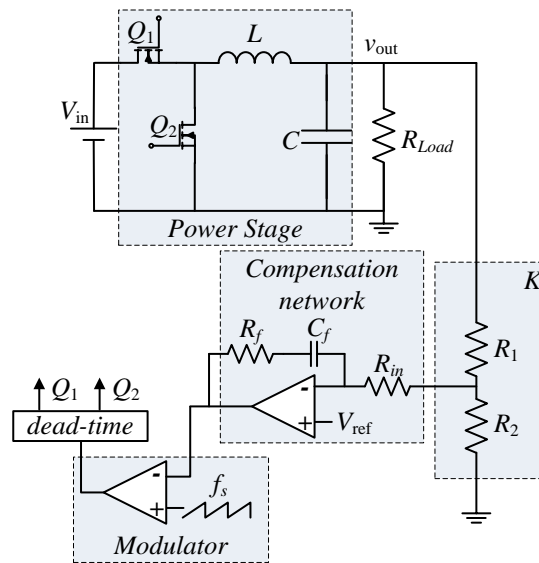 Q1
L
vout
Vin
Q2
C
RLoad
Power Stage
Compensation
network
K
Rf
Cf
Rin
R1
-
+
Vref
R2
Q1
Q2
dead-time
-
+
fs
Modulator